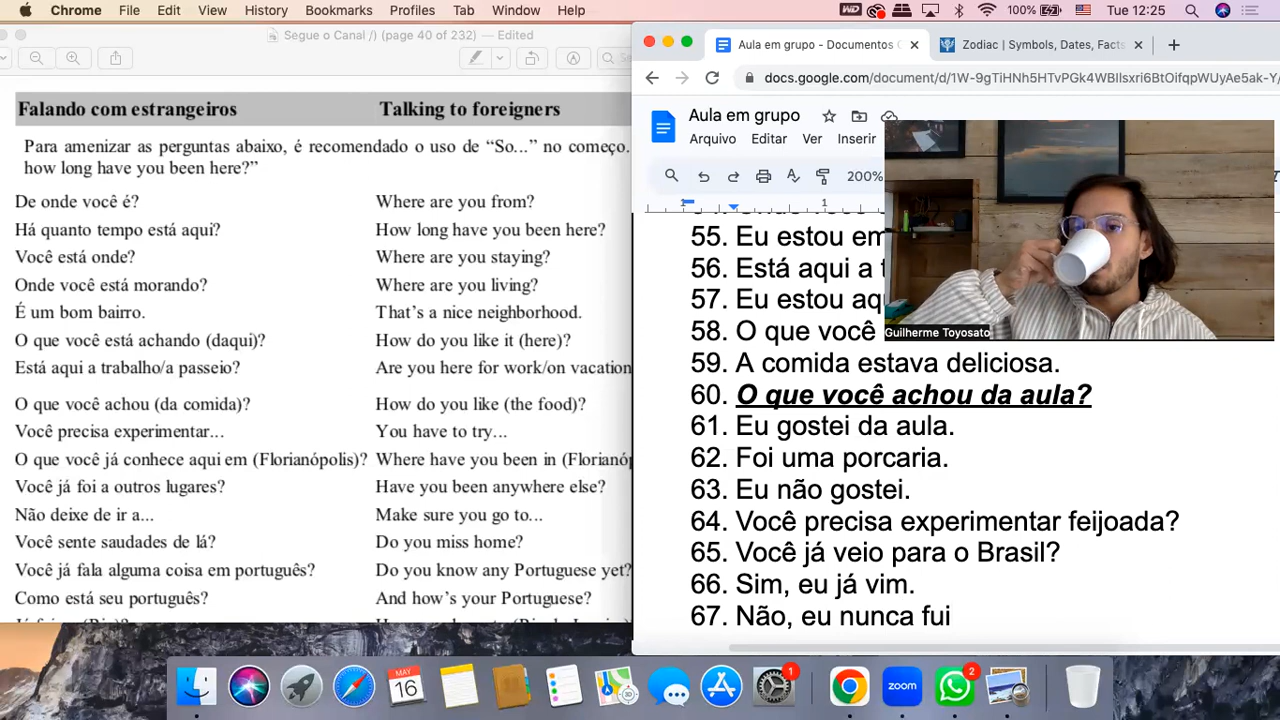 Chrome File Edit View History Bookmarks Profiles Tab Window Help 100% Tue 12:25
Segue o Canal /) (page 40 of 232) — Edited
Falando com estrangeiros Talking to foreigners
Para amenizar as perguntas abaixo, é recomendado o uso de “So...” no começo.
how long have you been here?”
De onde você é? Where are you from?
Há quanto tempo está aqui? How long have you been here?
Você está onde? Where are you staying?
Onde você está morando? Where are you living?
É um bom bairro. That’s a nice neighborhood.
O que você está achando (daqui)? How do you like it (here)?
Está aqui a trabalho/a passeio? Are you here for work/on vacation
O que você achou (da comida)? How do you like (the food)?
Você precisa experimentar... You have to try...
O que você já conhece aqui em (Florianópolis)? Where have you been in (Florianóp
Você já foi a outros lugares? Have you been anywhere else?
Não deixe de ir a... Make sure you go to...
Você sente saudades de lá? Do you miss home?
Você já fala alguma coisa em português? Do you know any Portuguese yet?
Como está seu português? And how’s your Portuguese?
Aula em grupo - Documentos Zodiac | Symbols, Dates, Facts
docs.google.com/document/d/1W-9gTiHNh5HTvPGk4WBIlsxri6BtOifqpWUyAe5ak-Y/
Aula em grupo
Arquivo Editar Ver Inserir
200%
1 1
55. Eu estou em
56. Está aqui a t
57. Eu estou aqu
58. O que você
59. A comida estava deliciosa.
60. O que você achou da aula?
61. Eu gostei da aula.
62. Foi uma porcaria.
63. Eu não gostei.
64. Você precisa experimentar feijoada?
65. Você já veio para o Brasil?
66. Sim, eu já vim.
67. Não, eu nunca fui
Guilherme Toyosato
MAY
16
zoom
1
2